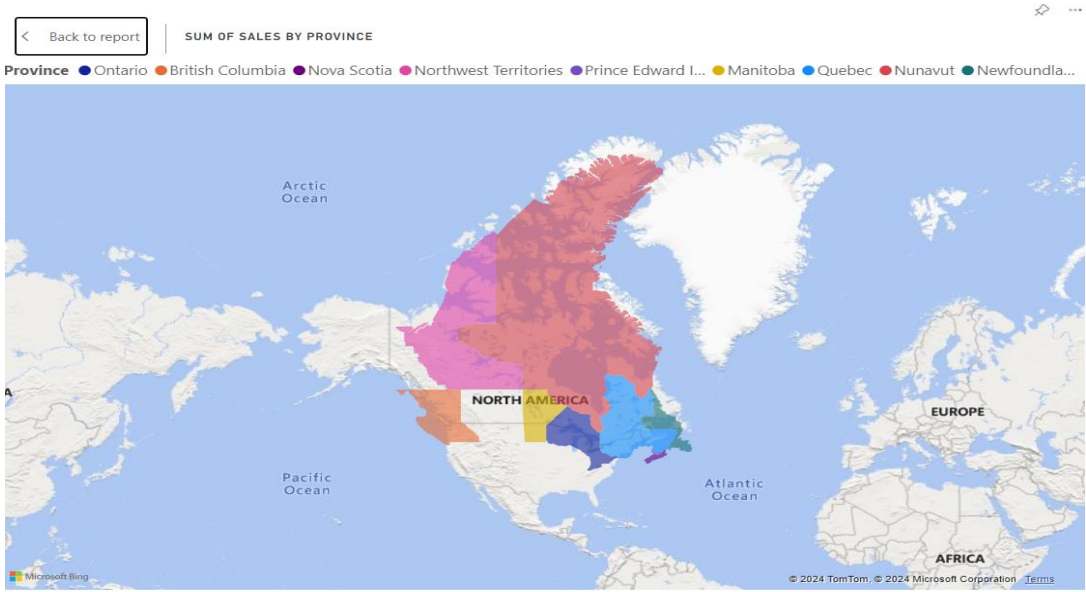 Back to report
SUM OF SALES BY PROVINCE
Province Ontario British Columbia Nova Scotia Northwest Territories Prince Edward I... Manitoba Quebec Nunavut Newfoundla...
Arctic
Ocean
A
NORTH AMERICA
EUROPE
Pacific
Ocean
Atlantic
Ocean
AFRICA
Microsoft Bing
© 2024 TomTom, © 2024 Microsoft Corporation Terms